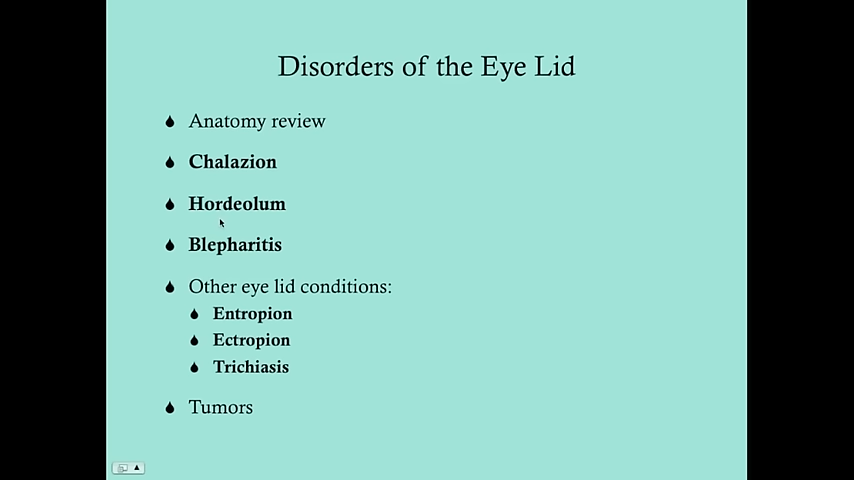 Disorders of the Eye Lid
Anatomy review
Chalazion
Hordeolum
Blepharitis
Other eye lid conditions:
Entropion
Ectropion
Trichiasis
Tumors